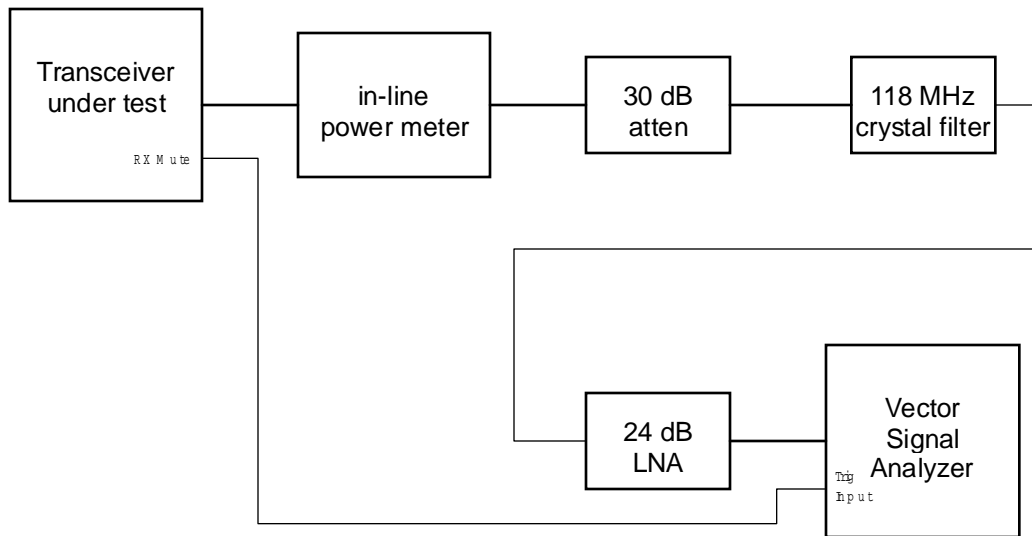 Transceiver
under test
RX Mute
in-line
power meter
30 dB
atten
118 MHz
crystal filter
24 dB
LNA
Vector
Signal
Analyzer
Trig
Input